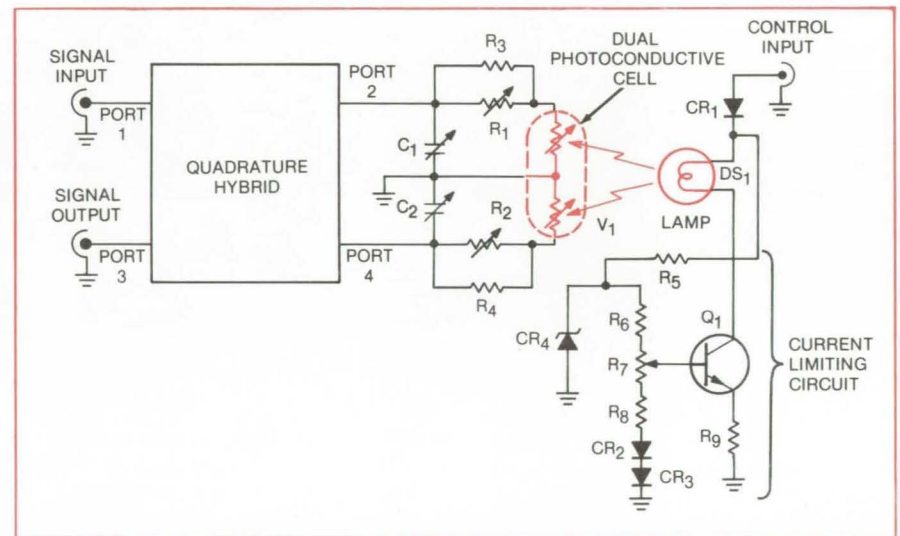 SIGNAL
INPUT
PORT
1
QUADRATURE
HYBRID
SIGNAL
OUTPUT
PORT
3
PORT
2
PORT
4
R3
R1
C1
C2
R2
R4
DUAL
PHOTOCONDUCTIVE
CELL
V1
CONTROL
INPUT
CR1
DS1
LAMP
R5
CR4
R6
R7
R8
CR2
CR3
Q1
R9
CURRENT
LIMITING
CIRCUIT